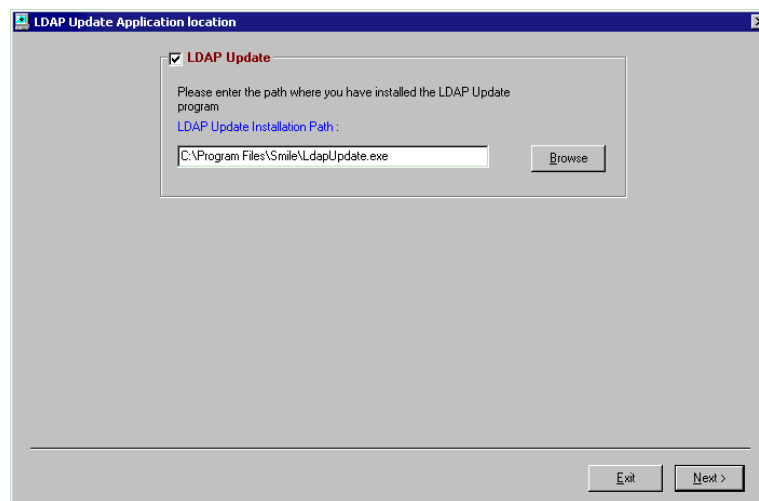 LDAP Update Application location
LDAP Update
Please enter the path where you have installed the LDAP Update
program
LDAP Update Installation Path :
C:\Program Files\Smile\LdapUpdate.exe
Browse
Exit
Next >